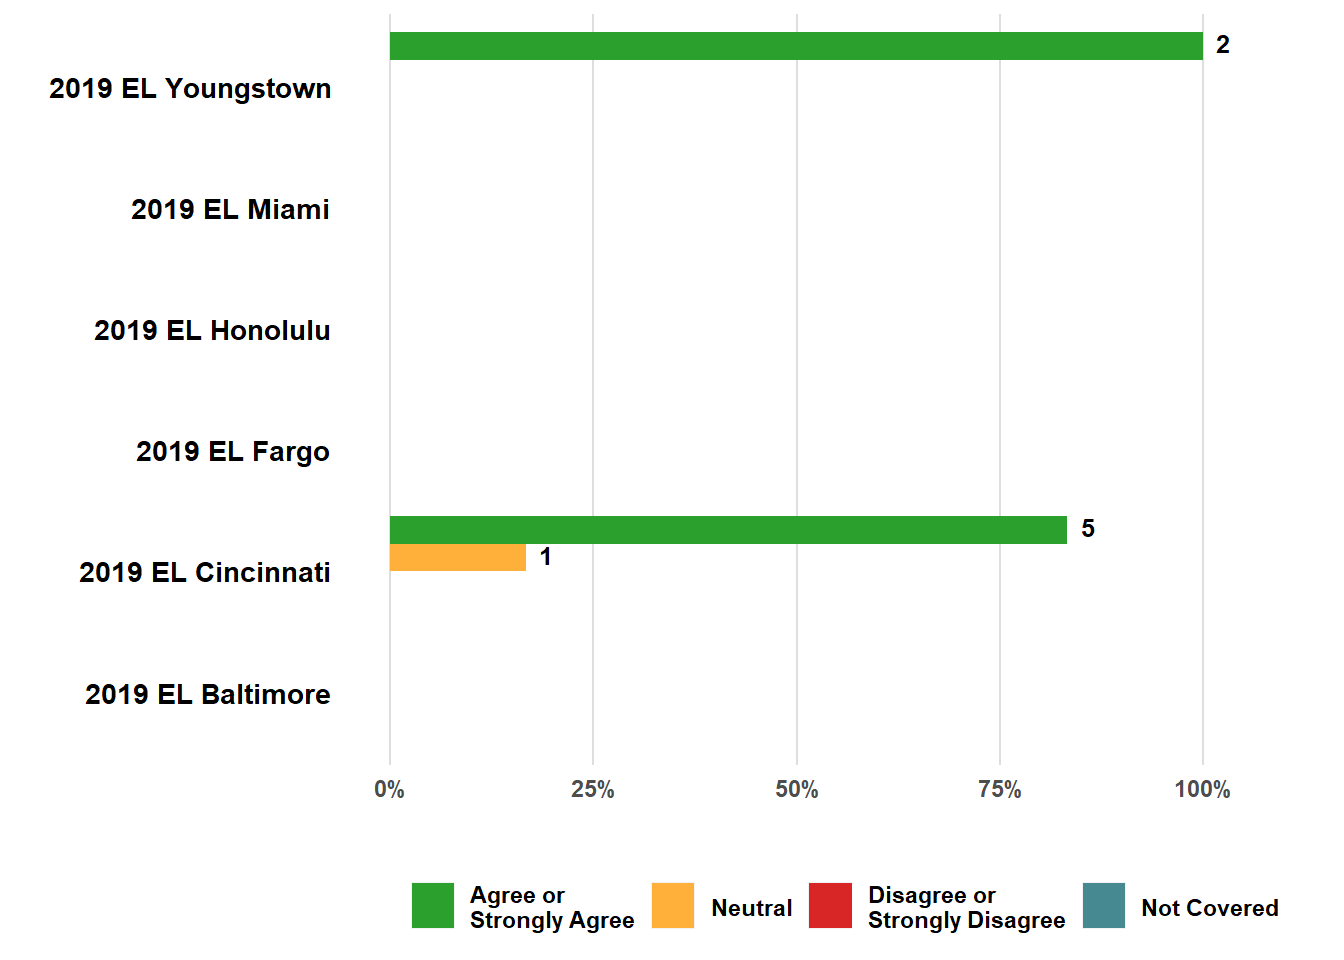 2
2019 EL Youngstown
2019 EL Miami
2019 EL Honolulu
2019 EL Fargo
5
1
2019 EL Cincinnati
2019 EL Baltimore
0% 25% 50% 75% 100%
Agree or
Strongly Agree
Neutral
Disagree or
Strongly Disagree
Not Covered